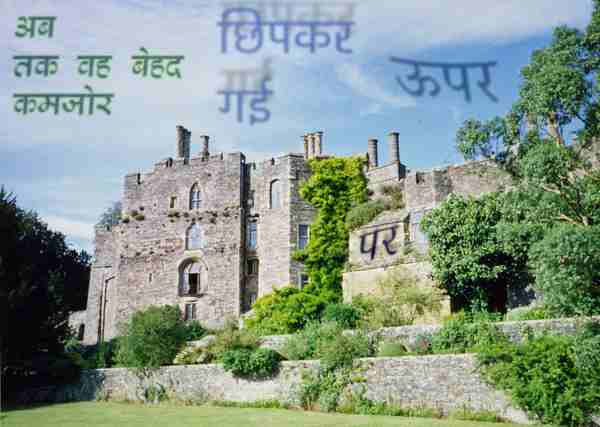 अब
तक वह बेहद
कमजोर
छिपकर
गई
ऊपर
पर